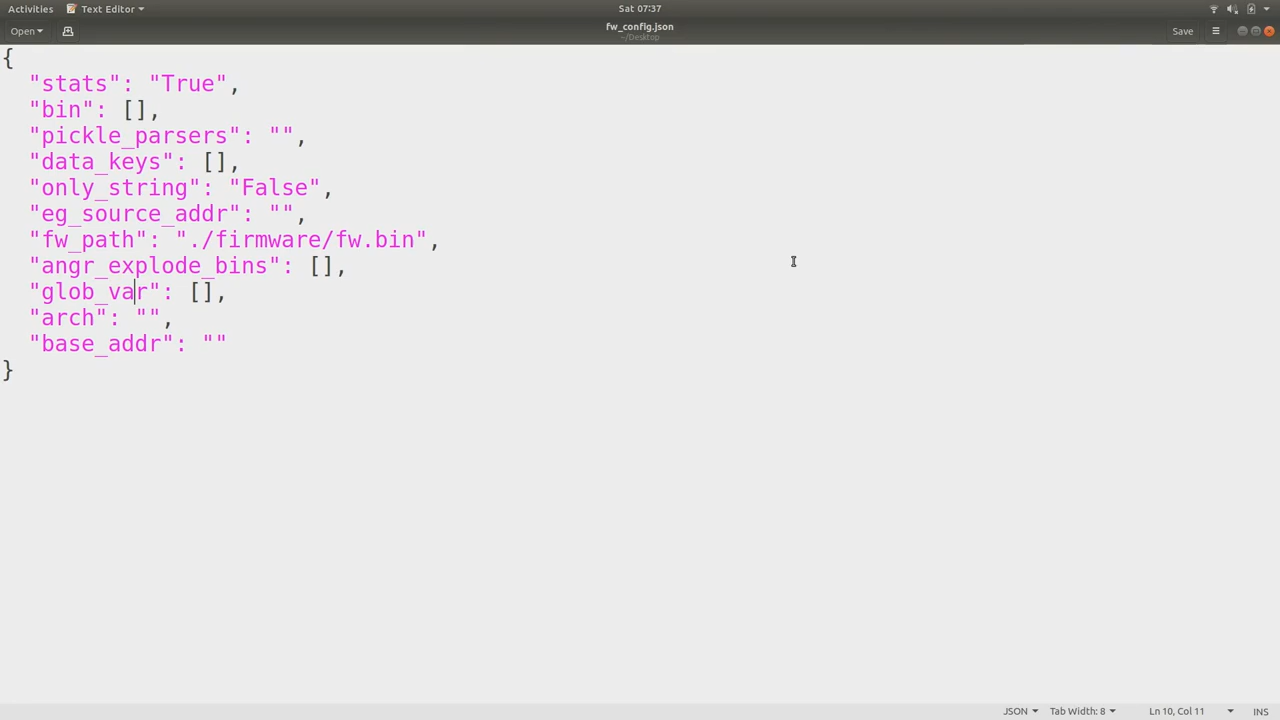 Activities Text Editor Sat 07:37
Open fw_config.json Save
~/Desktop
{
"stats": "True",
"bin": [],
"pickle_parsers": "",
"data_keys": [],
"only_string": "False",
"eg_source_addr": "",
"fw_path": "./firmware/fw.bin",
"angr_explode_bins": [],
"glob_var": [],
"arch": "",
"base_addr": ""
}
JSON Tab Width: 8 Ln 10, Col 11 INS